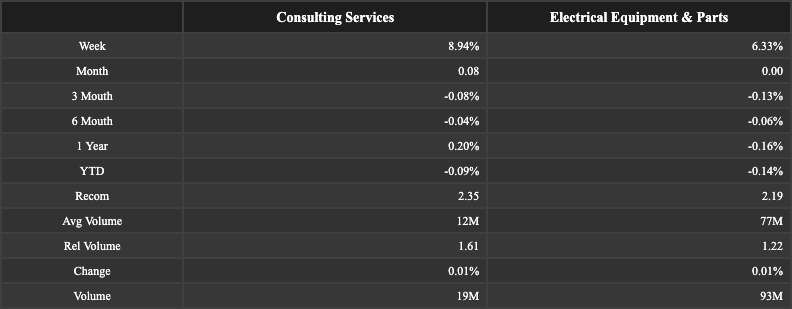 Consulting Services Electrical Equipment & Parts
Week 8.94% 6.33%
Month 0.08 0.00
3 Mouth -0.08% -0.13%
6 Mouth -0.04% -0.06%
1 Year 0.20% -0.16%
YTD -0.09% -0.14%
Recom 2.35 2.19
Avg Volume 12M 77M
Rel Volume 1.61 1.22
Change 0.01% 0.01%
Volume 19M 93M